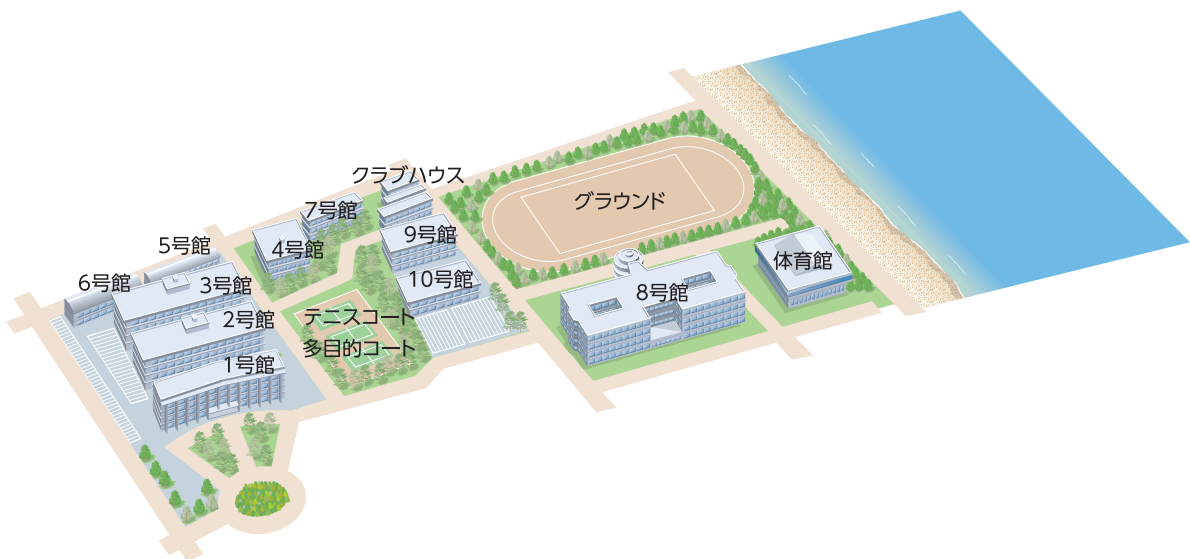 クラブハウス
グラウンド
7号館
9号館
5号館
4号館
体育館
6号館
3号館
10号館
8号館
2号館
テニスコート
多目的コート
1号館